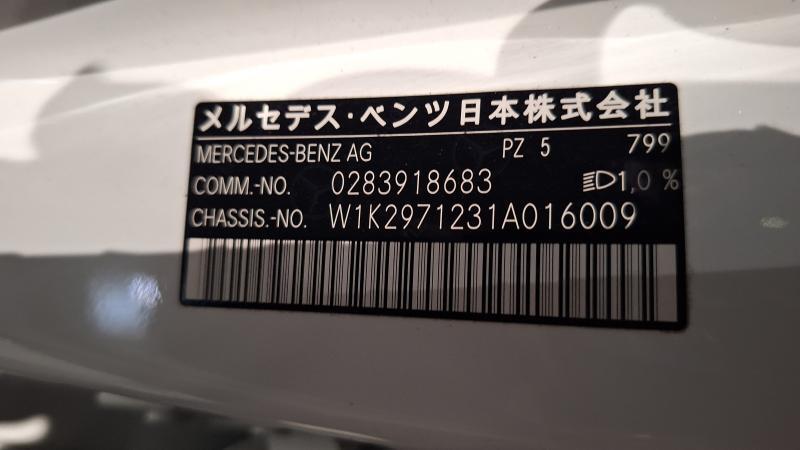 メルセデス・ベンツ日本株式会社
MERCEDES-BENZ AG PZ 5 799
COMM.-NO. 0283918683 1,0 %
CHASSIS.-NO. W1K2971231A016009